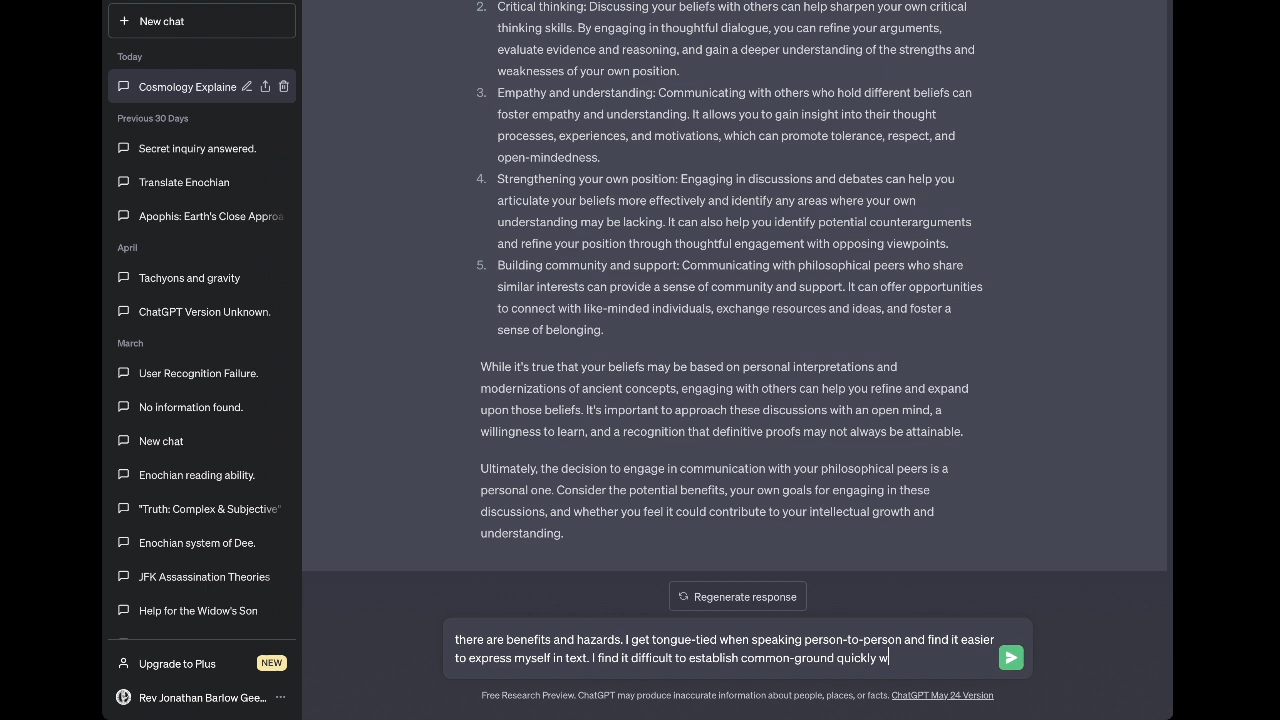 New chat
Today
Cosmology Explaine
Previous 30 Days
Secret inquiry answered.
Translate Enochian
Apophis: Earth's Close Approa
April
Tachyons and gravity
ChatGPT Version Unknown.
March
User Recognition Failure.
No information found.
New chat
Enochian reading ability.
"Truth: Complex & Subjective"
Enochian system of Dee.
JFK Assassination Theories
Help for the Widow's Son
Upgrade to Plus NEW
Rev Jonathan Barlow Gee...
2. Critical thinking: Discussing your beliefs with others can help sharpen your own critical
thinking skills. By engaging in thoughtful dialogue, you can refine your arguments,
evaluate evidence and reasoning, and gain a deeper understanding of the strengths and
weaknesses of your own position.
3. Empathy and understanding: Communicating with others who hold different beliefs can
foster empathy and understanding. It allows you to gain insight into their thought
processes, experiences, and motivations, which can promote tolerance, respect, and
open-mindedness.
4. Strengthening your own position: Engaging in discussions and debates can help you
articulate your beliefs more effectively and identify any areas where your own
understanding may be lacking. It can also help you identify potential counterarguments
and refine your position through thoughtful engagement with opposing viewpoints.
5. Building community and support: Communicating with philosophical peers who share
similar interests can provide a sense of community and support. It can offer opportunities
to connect with like-minded individuals, exchange resources and ideas, and foster a
sense of belonging.
While it's true that your beliefs may be based on personal interpretations and
modernizations of ancient concepts, engaging with others can help you refine and expand
upon those beliefs. It's important to approach these discussions with an open mind, a
willingness to learn, and a recognition that definitive proofs may not always be attainable.
Ultimately, the decision to engage in communication with your philosophical peers is a
personal one. Consider the potential benefits, your own goals for engaging in these
discussions, and whether you feel it could contribute to your intellectual growth and
understanding.
Regenerate response
there are benefits and hazards. I get tongue-tied when speaking person-to-person and find it easier
to express myself in text. I find it difficult to establish common-ground quickly w
Free Research Preview. ChatGPT may produce inaccurate information about people, places, or facts. ChatGPT May 24 Version